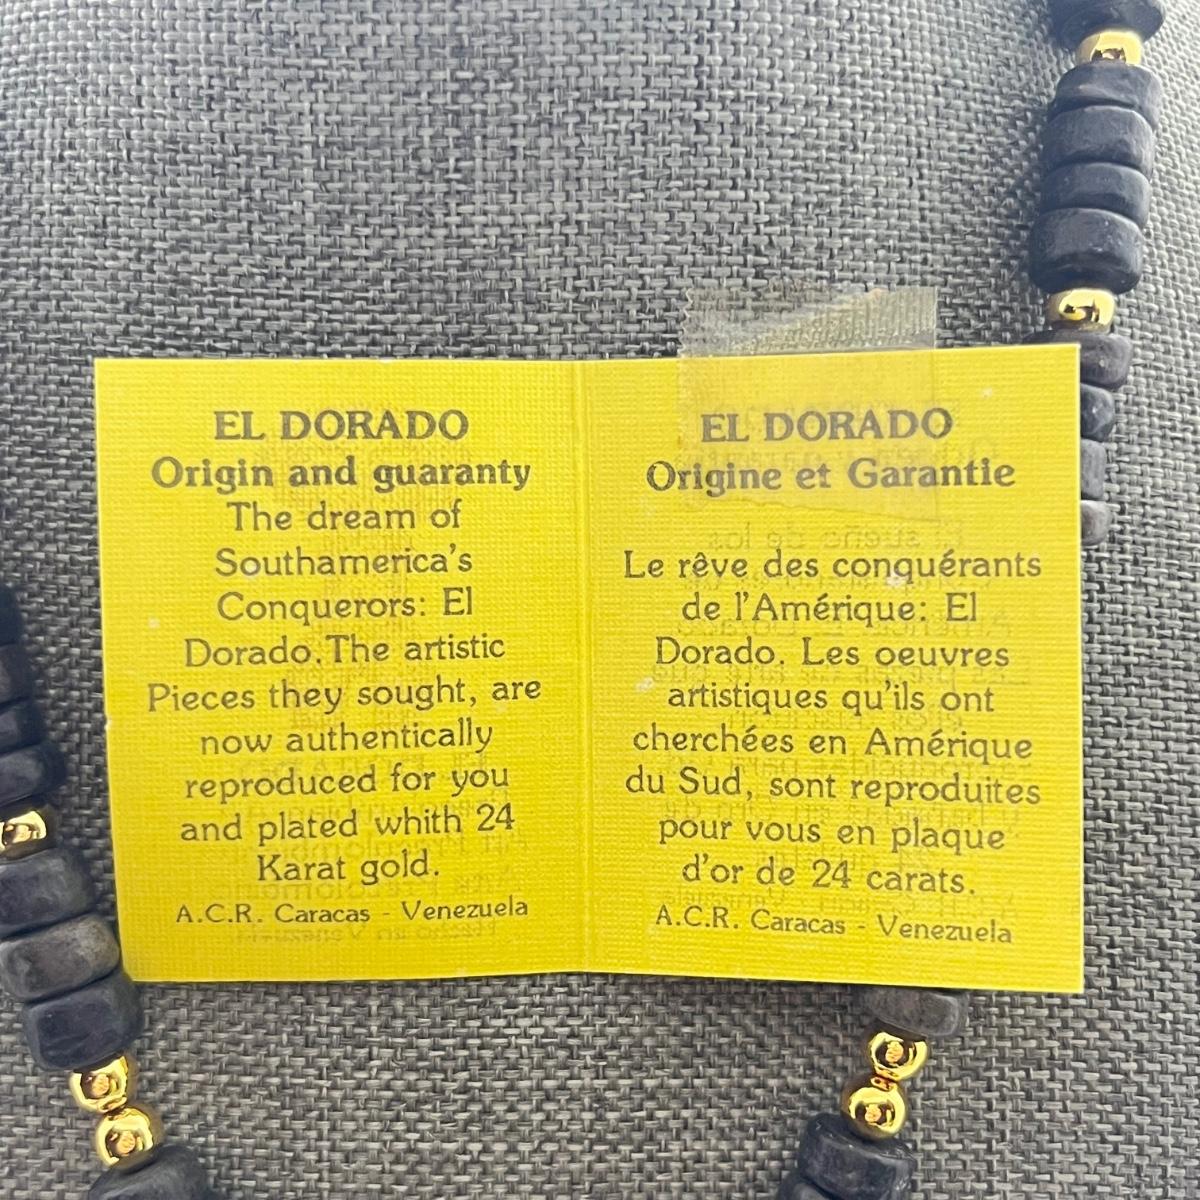 EL DORADO
Origin and guaranty
The dream of
Southamerica's
Conquerors: El
Dorado.The artistic
Pieces they sought, are
now authentically
reproduced for you
and plated whith 24
Karat gold.
A.C.R. Caracas - Venezuela
EL DORADO
Origine et Garantie
Le rêve des conquérants
de l'Amérique: El
Dorado. Les oeuvres
artistiques qu'ils ont
cherchées en Amérique
du Sud, sont reproduites
pour vous en plaque
d'or de 24 carats.
A.C.R. Caracas - Venezuela